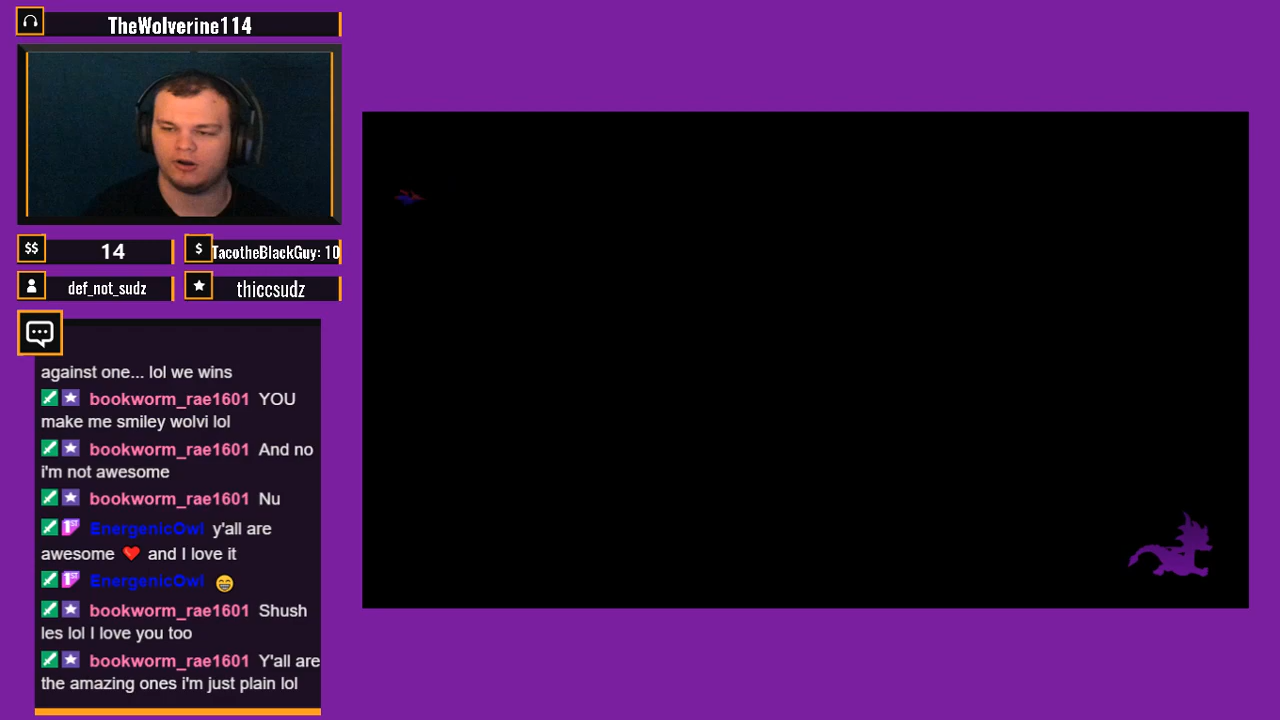 TheWolverine114
$$ 14
$ TacotheBlackGuy: 10
def_not_sudz
thiccsudz
against one... lol we wins
bookworm_rae1601 YOU
make me smiley wolvi lol
bookworm_rae1601 And no
i'm not awesome
bookworm_rae1601 Nu
1ST EnergenicOwl y'all are
awesome ❤️ and I love it
1ST EnergenicOwl 😁
bookworm_rae1601 Shush
les lol I love you too
bookworm_rae1601 Y'all are
the amazing ones i'm just plain lol